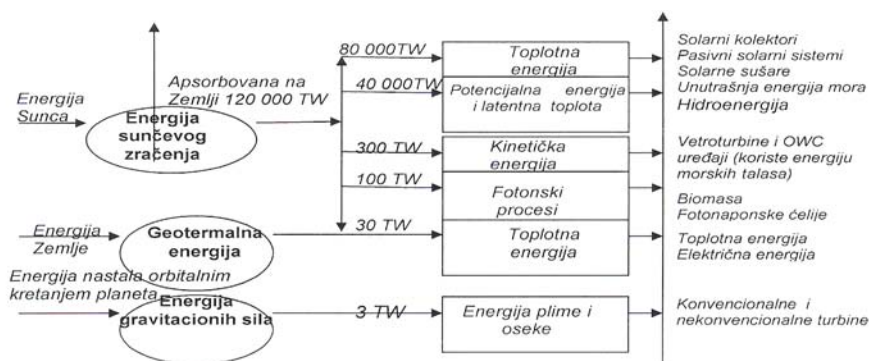 Energija
Sunca
Energija
sunčevog
zračenja
Apsorbovana na
Zemlji 120 000 TW
80 000TW
Toplotna
energija
Solarni kolektori
Pasivni solarni sistemi
Solarne sušare
40 000TW
Potencijalna energija
i latentna toplota
Unutrašnja energija mora
Hidroenergija
300 TW
Kinetička
energija
Vetroturbine i OWC
uređaji (koriste energiju
morskih talasa)
100 TW
Fotonski
procesi
Biomasa
Fotonaponske ćelije
Energija
Zemlje
Geotermalna
energija
30 TW
Toplotna
energija
Toplotna energija
Električna energija
Energija nastala orbitalnim
kretanjem planeta
Energija
gravitacionih sila
3 TW
Energija plime i
oseke
Konvencionalne i
nekonvencionalne turbine